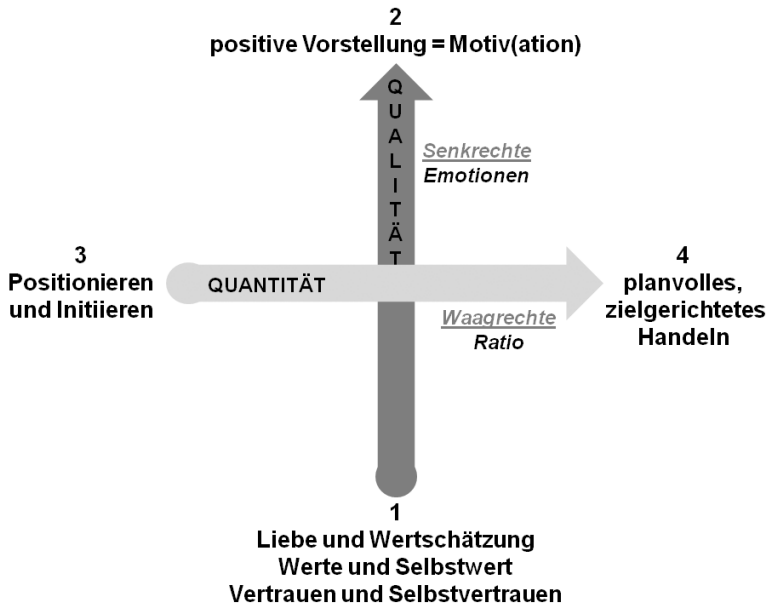 2
positive Vorstellung = Motiv(ation)
QUALITÄT
Senkrechte
Emotionen
3
Positionieren
und Initiieren
QUANTITÄT
4
planvolles,
zielgerichtetes
Handeln
Waagrechte
Ratio
1
Liebe und Wertschätzung
Werte und Selbstwert
Vertrauen und Selbstvertrauen